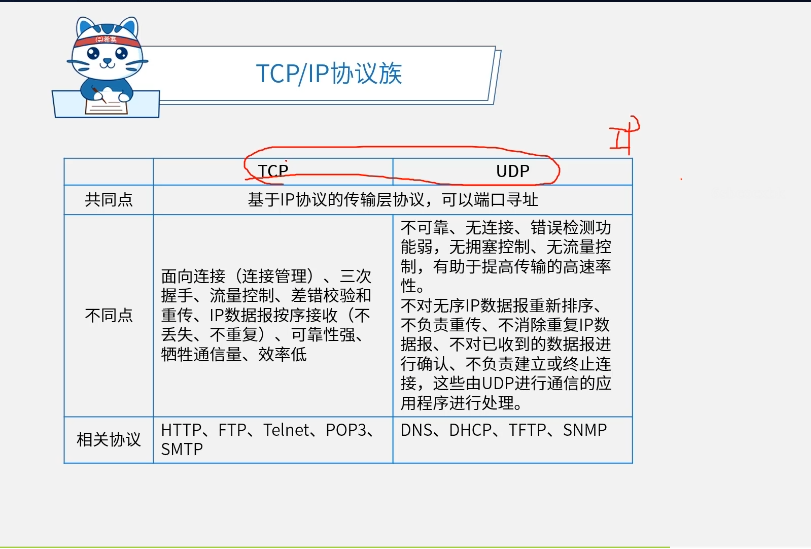 TCP/IP协议族
IP
TCP
UDP
共同点
基于IP协议的传输层协议，可以端口寻址
不同点
面向连接（连接管理）、三次
握手、流量控制、差错校验和
重传、IP数据报按序接收（不
丢失、不重复）、可靠性强、
牺牲通信量、效率低
不可靠、无连接、错误检测功
能弱，无拥塞控制、无流量控
制，有助于提高传输的高速率
性。
不对无序IP数据报重新排序、
不负责重传、不消除重复IP数
据报、不对已收到的数据报进
行确认、不负责建立或终止连
接，这些由UDP进行通信的应
用程序进行处理。
相关协议
HTTP、FTP、Telnet、POP3、
SMTP
DNS、DHCP、TFTP、SNMP